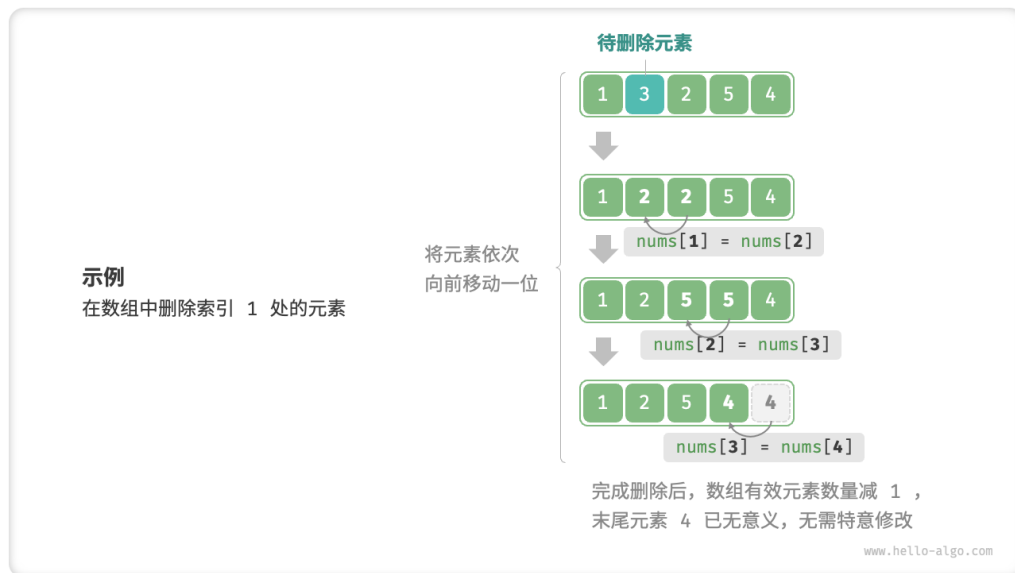 待删除元素
1 3 2 5 4
1 2 2 5 4
nums[1] = nums[2]
将元素依次
向前移动一位
示例
在数组中删除索引 1 处的元素
1 2 5 5 4
nums[2] = nums[3]
1 2 5 4 4
nums[3] = nums[4]
完成删除后，数组有效元素数量减 1 ，
末尾元素 4 已无意义，无需特意修改
www.hello-algo.com